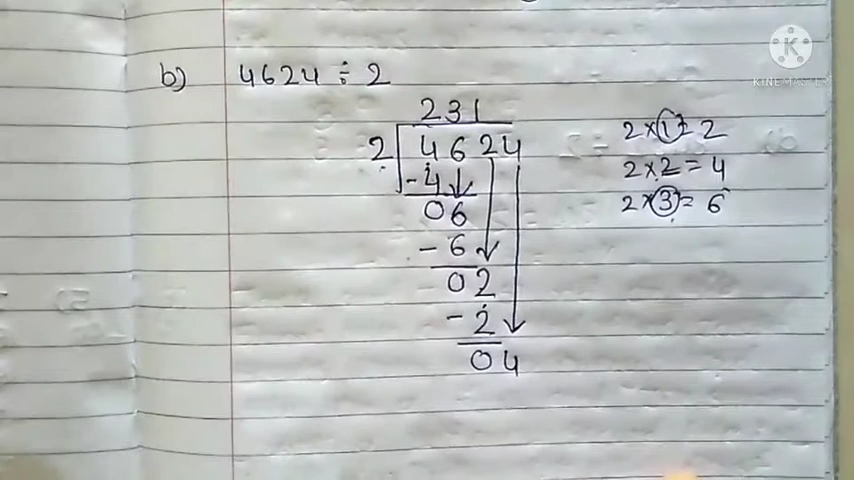 b) 4624 ÷ 2
231
2 4624
- 4
06
- 6
02
- 2
04
2 × 1 = 2
2 × 2 = 4
2 × 3 = 6
K
KINEMASTER